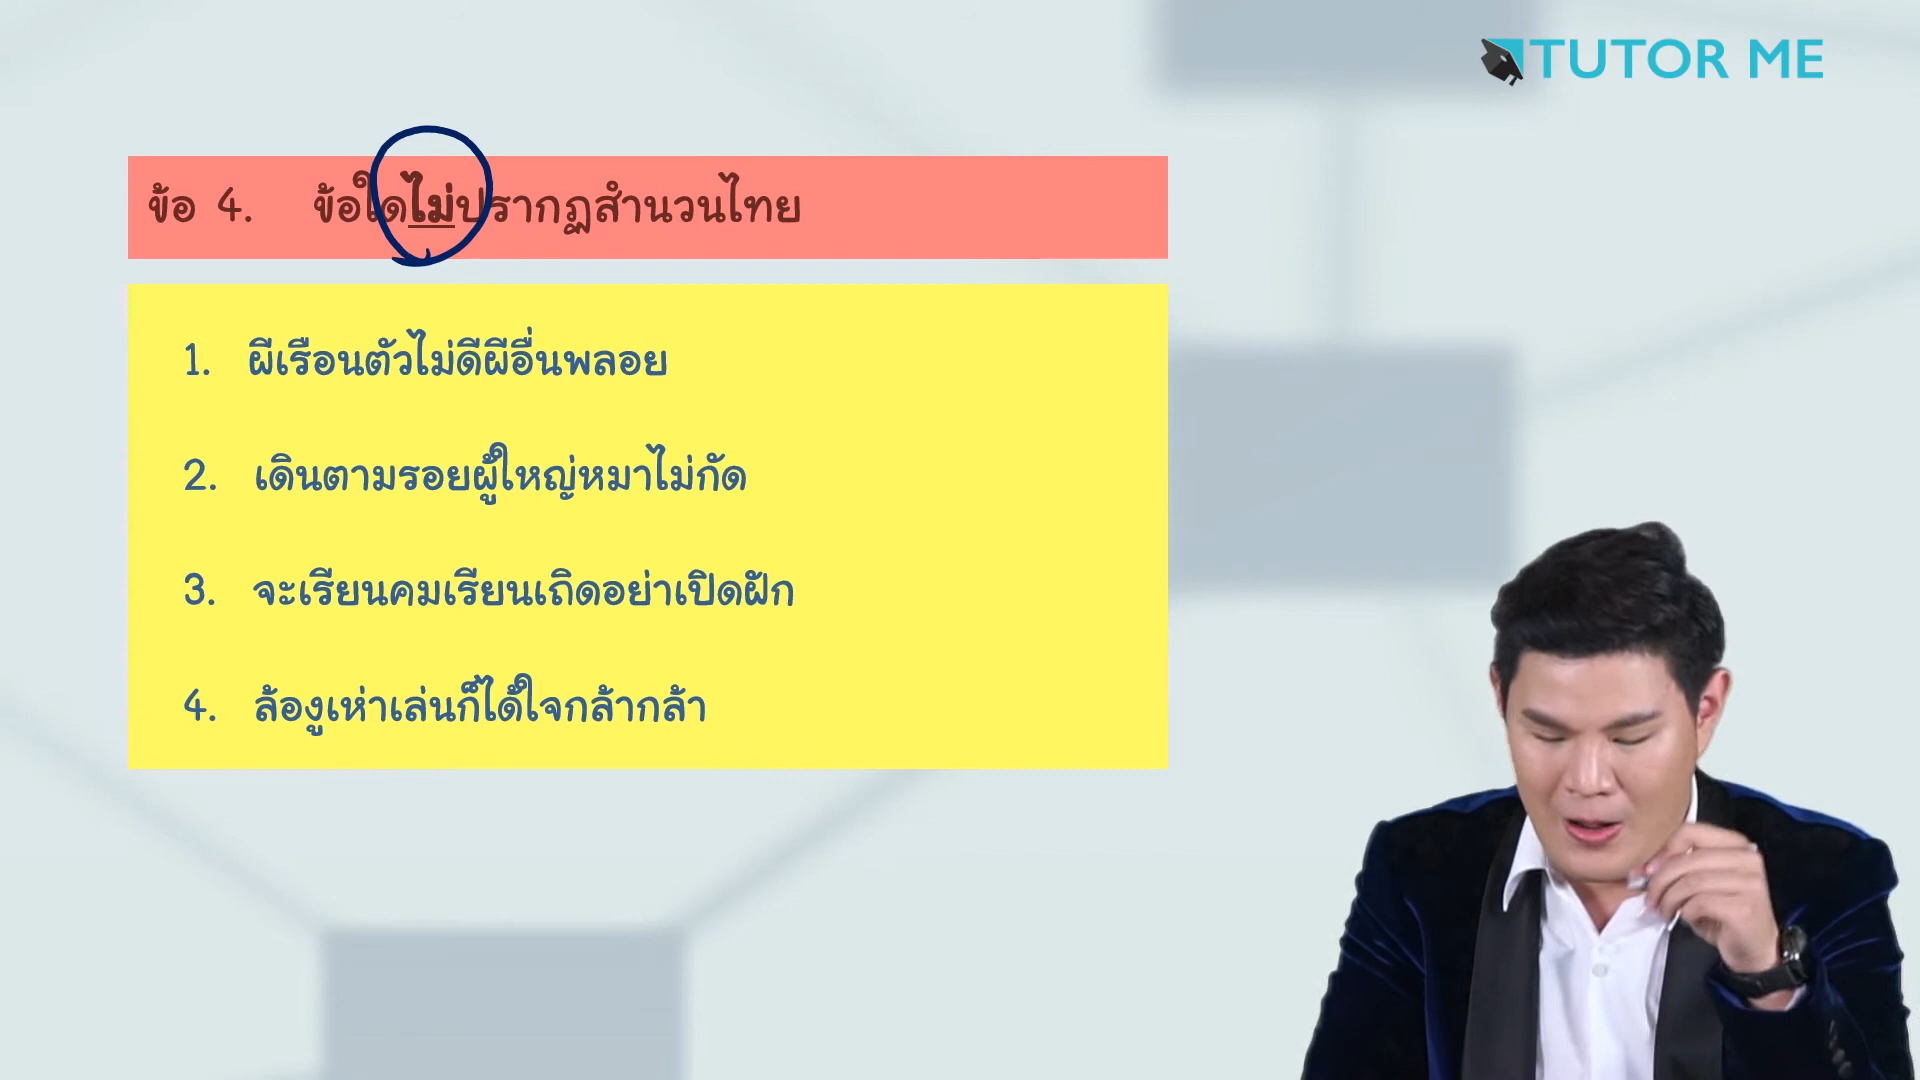 TUTOR ME
ข้อ 4. ข้อใดไม่ปรากฏสำนวนไทย
1. ผีเรือนตัวไม่ดีผีอื่นพลอย
2. เดินตามรอยผู้ใหญ่หมาไม่กัด
3. จะเรียนคมเรียนเถิดอย่าเปิดฝัก
4. ล้องูเห่าเล่นก็ได้ใจกล้ากล้า